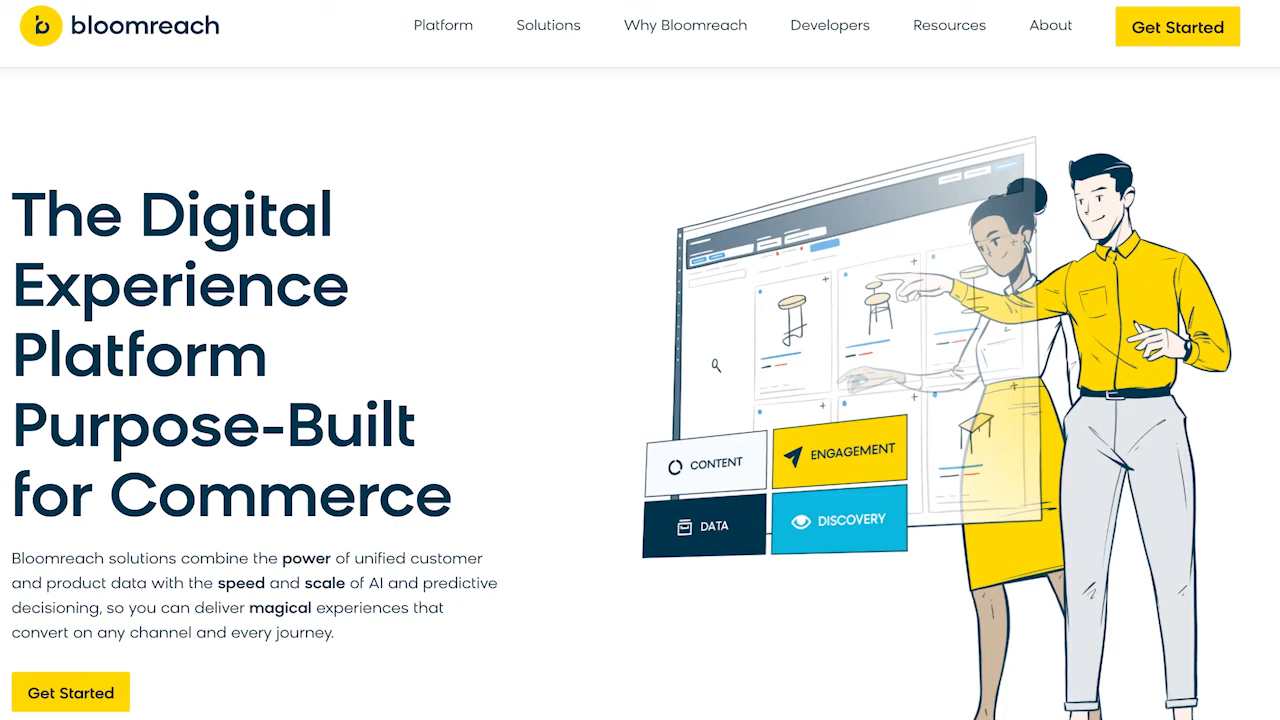 bloomreach
Platform
Solutions
Why Bloomreach
Developers
Resources
About
Get Started
The Digital
Experience
Platform
Purpose-Built
for Commerce
Bloomreach solutions combine the power of unified customer
and product data with the speed and scale of AI and predictive
decisioning, so you can deliver magical experiences that
convert on any channel and every journey.
Get Started
CONTENT
ENGAGEMENT
DATA
DISCOVERY